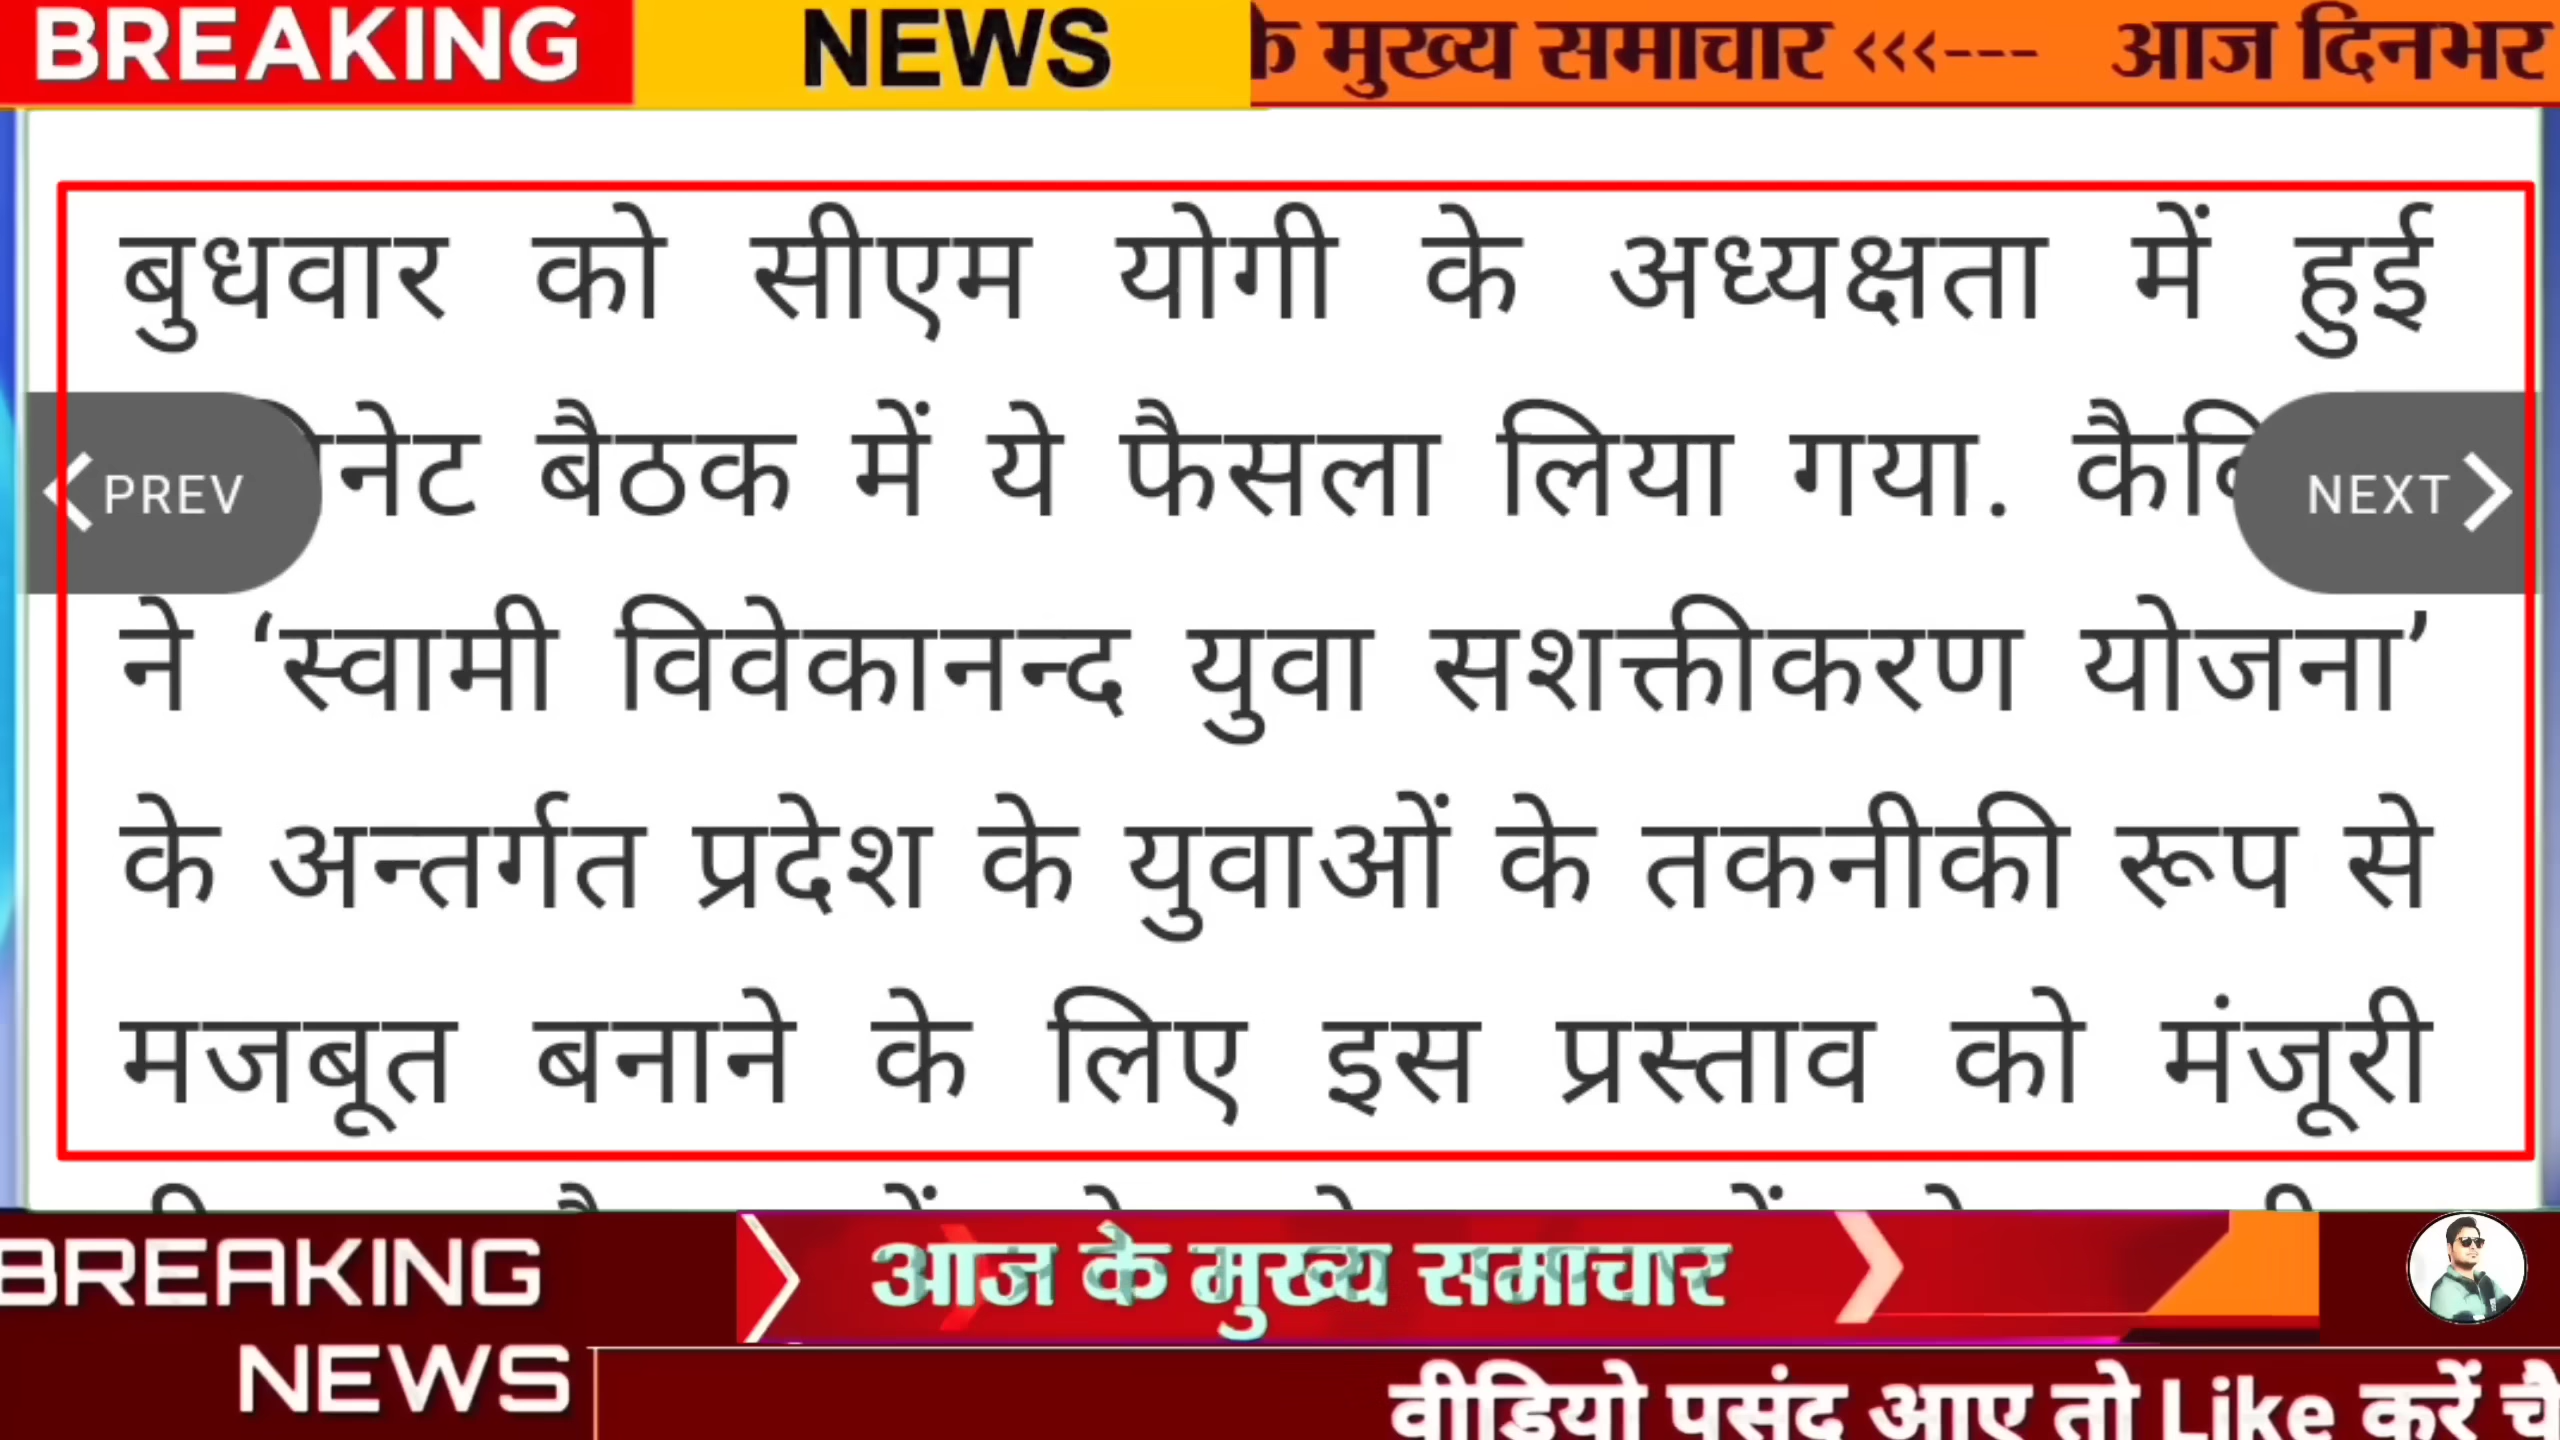 BREAKING NEWS के मुख्य समाचार <<<--- आज दिनभर
बुधवार को सीएम योगी के अध्यक्षता में हुई
नेट बैठक में ये फैसला लिया गया.
PREV
NEXT
ने ‘स्वामी विवेकानन्द युवा सशक्तीकरण योजना’
के अन्तर्गत प्रदेश के युवाओं के तकनीकी रूप से
मजबूत बनाने के लिए इस प्रस्ताव को मंजूरी
BREAKING
NEWS
आज के मुख्य समाचार
वीडियो पसंद आए तो Like करें